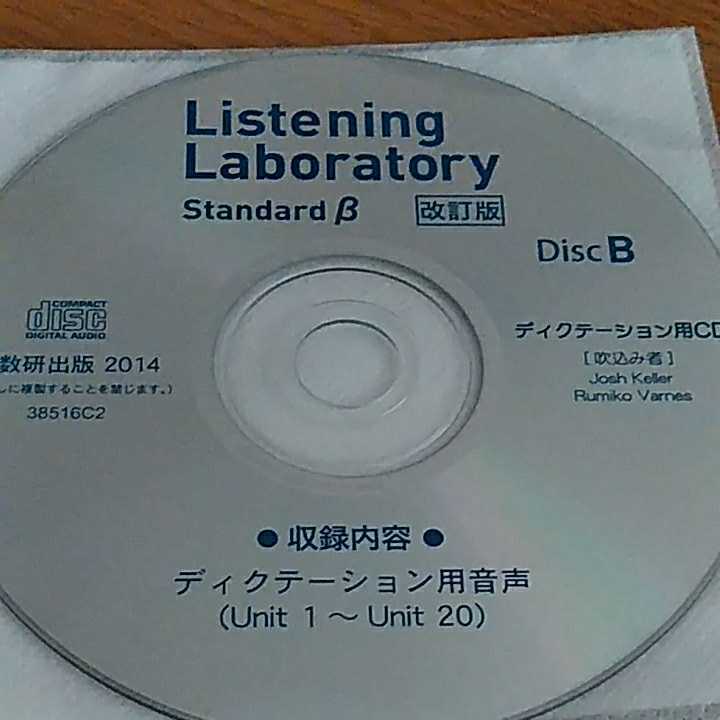 Listening
Laboratory
Standard β 改訂版
Disc B
COMPACT
disc
DIGITAL AUDIO
数研出版 2014
しに複製することを禁じます。)
38516C2
ディクテーション用CD
[吹込み者]
Josh Keller
Rumiko Varnes
● 収録内容 ●
ディクテーション用音声
(Unit 1 〜 Unit 20)